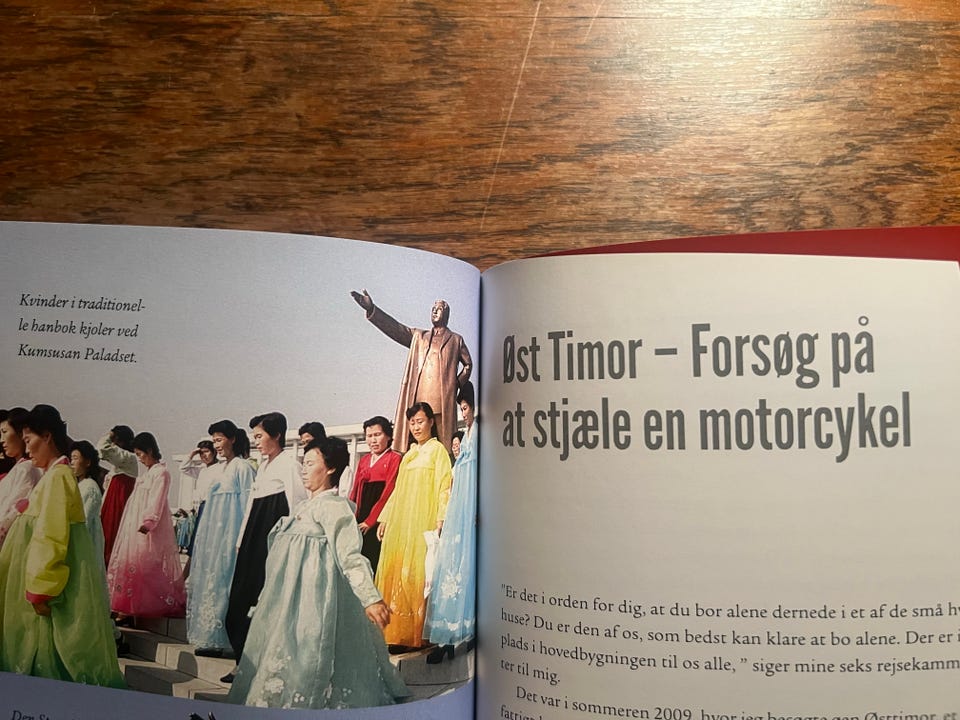 Kvinder i traditionel-
le hanbok kjoler ved
Kumsusan Paladset.
Øst Timor – Forsøg på
at stjæle en motorcykel
"Er det i orden for dig, at du bor alene dernede i et af de små
huse? Du er den af os, som bedst kan klare at bo alene. Der er
plads i hovedbygningen til os alle, ” siger mine seks rejsekamm
ter til mig.
Det var i sommeren 2009, hvor jeg besøgte